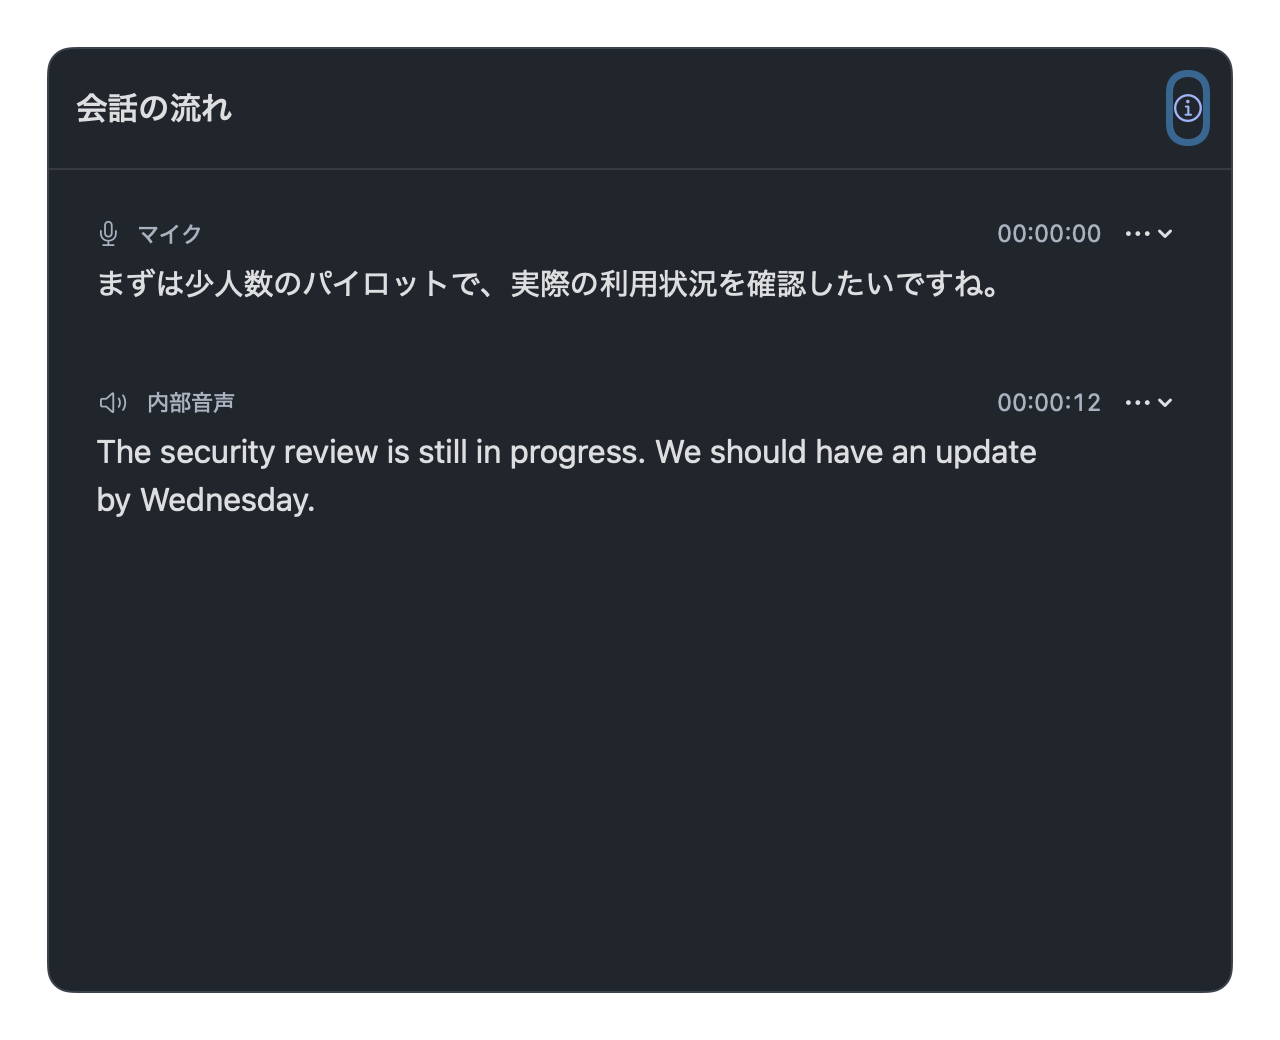 会話の流れ
マイク 00:00:00
まずは少人数のパイロットで、実際の利用状況を確認したいですね。
内部音声 00:00:12
The security review is still in progress. We should have an update
by Wednesday.